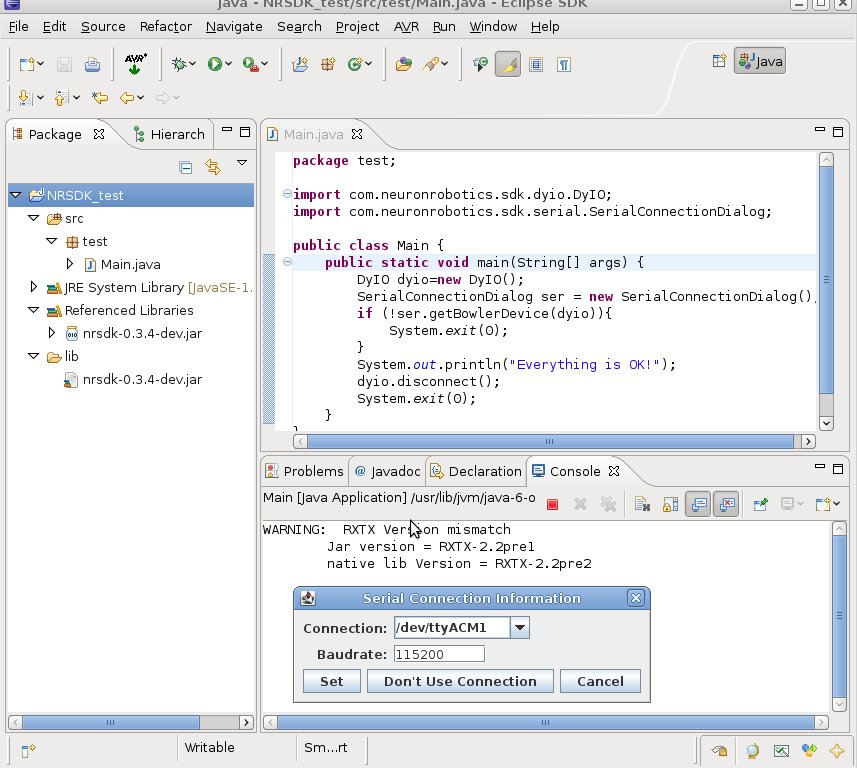 Java - NRSDK_test/src/test/Main.java - Eclipse SDK
File Edit Source Refactor Navigate Search Project AVR Run Window Help
AVR
Java
Package
Hierarch
NRSDK_test
src
test
Main.java
JRE System Library [JavaSE-1.
Referenced Libraries
nrsdk-0.3.4-dev.jar
lib
nrsdk-0.3.4-dev.jar
Main.java
package test;
import com.neuronrobotics.sdk.dyio.DyIO;
import com.neuronrobotics.sdk.serial.SerialConnectionDialog;
public class Main {
public static void main(String[] args) {
DyIO dyio=new DyIO();
SerialConnectionDialog ser = new SerialConnectionDialog()
if (!ser.getBowlerDevice(dyio)){
System.exit(0);
}
System.out.println("Everything is OK!");
dyio.disconnect();
System.exit(0);
}
}
Problems @ Javadoc Declaration Console
Main [Java Application] /usr/lib/jvm/java-6-o
WARNING: RXTX Version mismatch
Jar version = RXTX-2.2pre1
native lib Version = RXTX-2.2pre2
Serial Connection Information
Connection: /dev/ttyACM1
Baudrate: 115200
Set Don't Use Connection Cancel
Writable Sm...rt